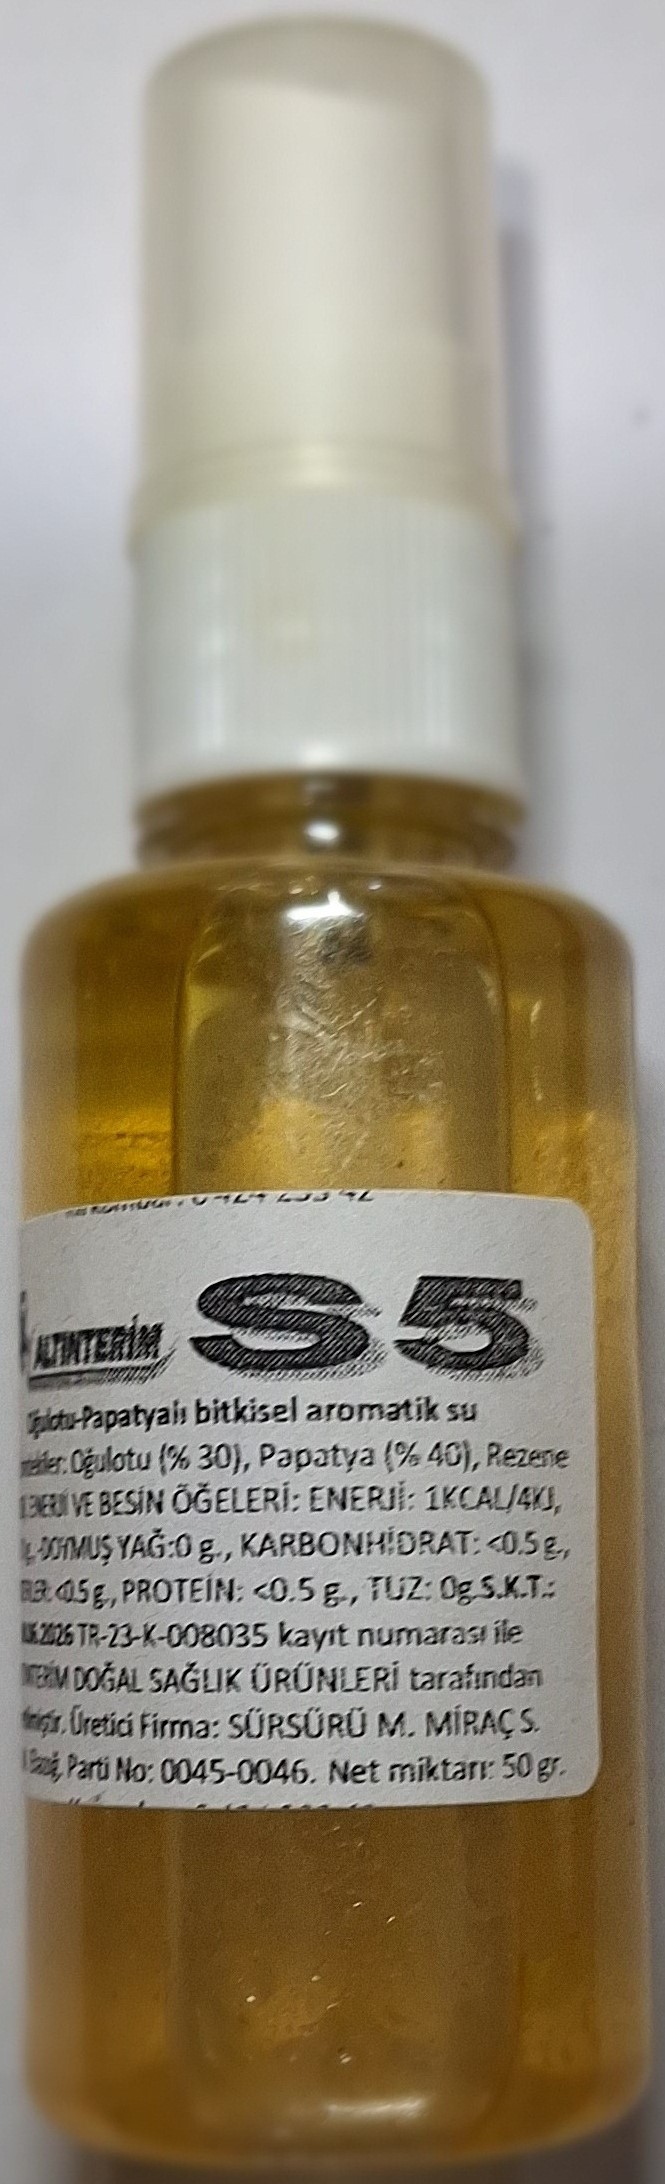 ALTINTERİM S5
Oğulotu-Papatyalı bitkisel aromatik su
Oğulotu (% 30), Papatya (% 40), Rezene
ENERJİ VE BESİN ÖĞELERİ: ENERJİ: 1KCAL/4KJ,
DOYMUŞ YAĞ:0 g., KARBONHİDRAT: <0.5 g.,
<0.5 g., PROTEİN: <0.5 g., TUZ: 0g.S.K.T.:
2026 TR-23-K-008035 kayıt numarası ile
DOĞAL SAĞLIK ÜRÜNLERİ tarafından
Üretici Firma: SÜRSÜRÜ M. MİRAÇ S.
Parti No: 0045-0046. Net miktarı: 50 gr.